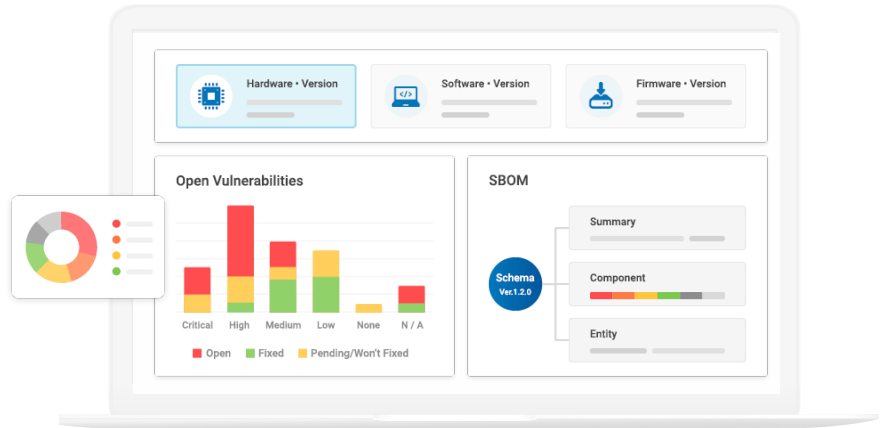 Hardware • Version
Software • Version
Firmware • Version
Open Vulnerabilities
Critical
High
Medium
Low
None
N / A
Open
Fixed
Pending/Won't Fixed
SBOM
Schema
Ver.1.2.0
Summary
Component
Entity